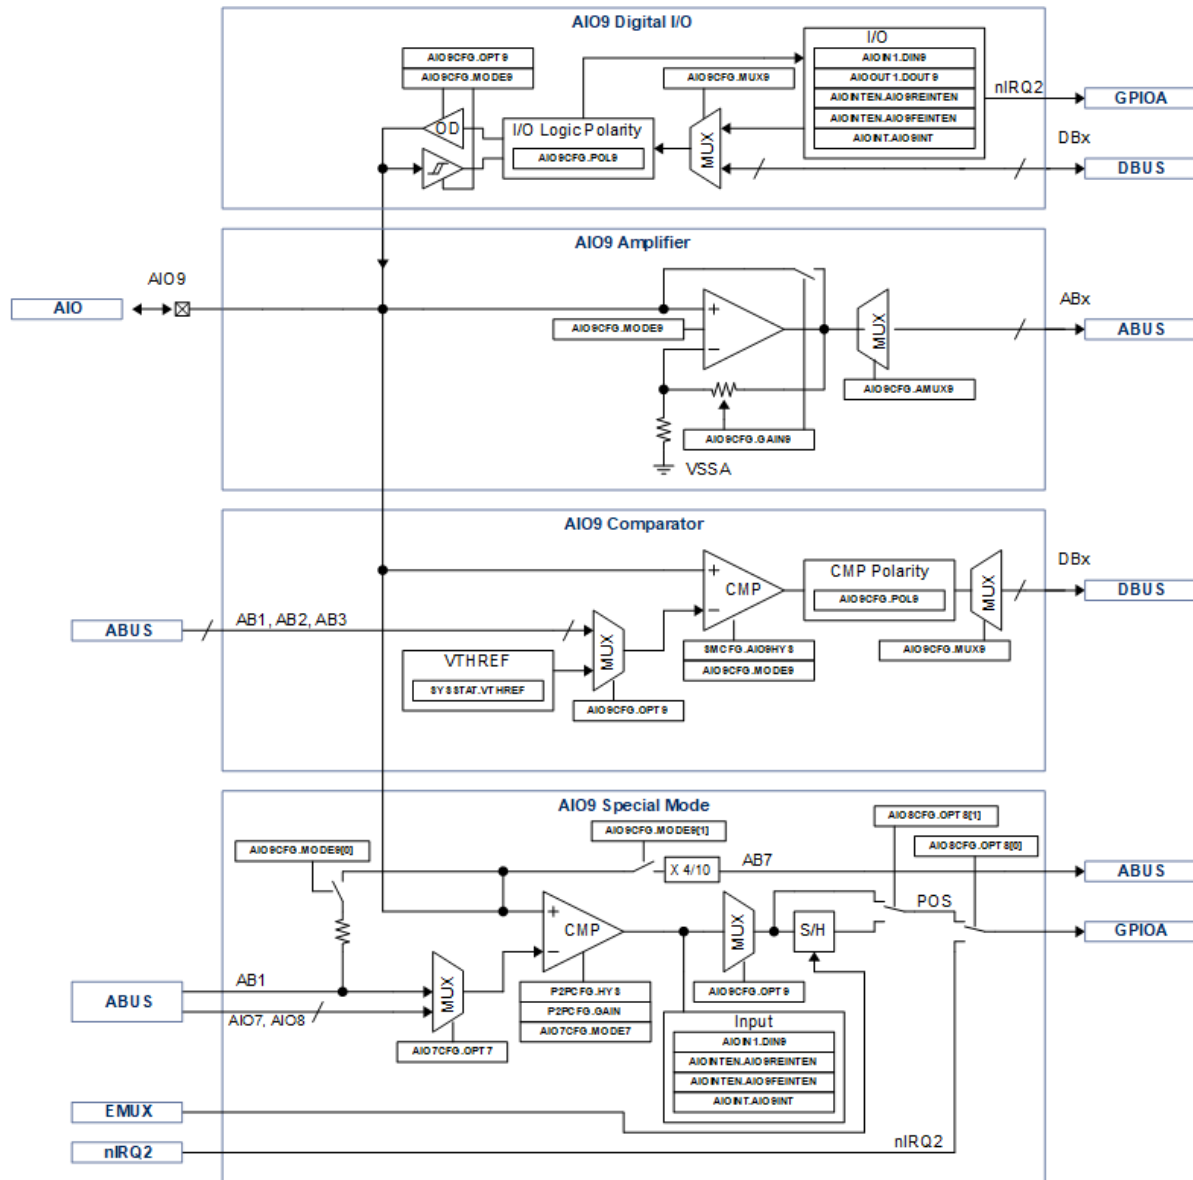 AIO9 Digital I/O
AIO9CFG.OPT9
AIO9CFG.MODE9
OD
I/O Logic Polarity
AIO9CFG.POL9
AIO9CFG.MUX9
MUX
I/O
AIOIN1.DIN9
AIOOUT1.DOUT9
AIOINTEN.AIO9REINTEN
AIOINTEN.AIO9FEINTEN
AIOINT.AIO9INT
nIRQ2
GPIOA
DBx
DBUS
AIO9 Amplifier
AIO
AIO9
AIO9CFG.MODE9
+
−
MUX
ABx
ABUS
AIO9CFG.AMUX9
AIO9CFG.GAIN9
VSSA
AIO9 Comparator
ABUS
AB1, AB2, AB3
VTHREF
SYSSTAT.VTHREF
MUX
AIO9CFG.OPT9
+
CMP
−
SMCFG.AIO9HYS
AIO9CFG.MODE9
CMP Polarity
AIO9CFG.POL9
MUX
AIO9CFG.MUX9
DBx
DBUS
AIO9 Special Mode
AIO9CFG.MODE9[0]
AIO9CFG.MODE9[1]
AIO8CFG.OPT8[1]
AIO8CFG.OPT8[0]
X 4/10
AB7
ABUS
+
CMP
−
MUX
S/H
POS
GPIOA
ABUS
AB1
AIO7, AIO8
MUX
AIO7CFG.OPT7
P2PCFG.HYS
P2PCFG.GAIN
AIO7CFG.MODE7
AIO9CFG.OPT9
Input
AIOIN1.DIN9
AIOINTEN.AIO9REINTEN
AIOINTEN.AIO9FEINTEN
AIOINT.AIO9INT
EMUX
nIRQ2
nIRQ2